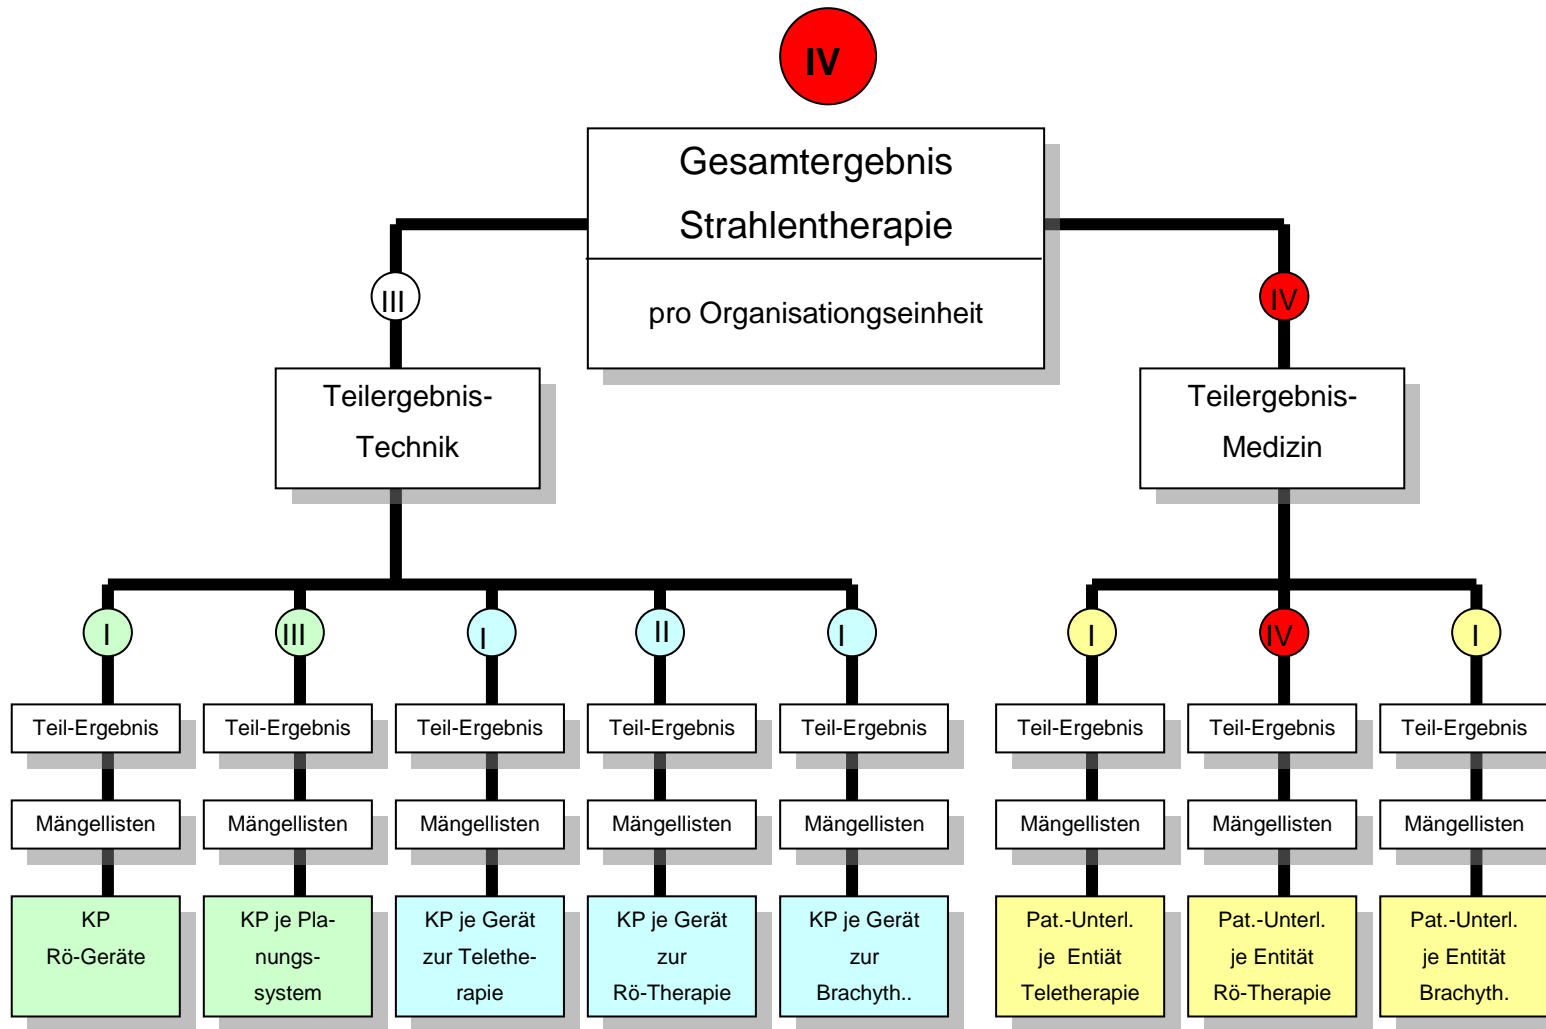 IV
Gesamtergebnis
Strahlentherapie
pro Organisationgseinheit
III
IV
Teilergebnis-
Technik
Teilergebnis-
Medizin
I
III
I
II
I
I
IV
I
Teil-Ergebnis
Teil-Ergebnis
Teil-Ergebnis
Teil-Ergebnis
Teil-Ergebnis
Teil-Ergebnis
Teil-Ergebnis
Teil-Ergebnis
Mängellisten
Mängellisten
Mängellisten
Mängellisten
Mängellisten
Mängellisten
Mängellisten
Mängellisten
KP
Rö-Geräte
KP je Pla-
nungs-
system
KP je Gerät
zur Telethe-
rapie
KP je Gerät
zur
Rö-Therapie
KP je Gerät
zur
Brachyth..
Pat.-Unterl.
je Entiät
Teletherapie
Pat.-Unterl.
je Entität
Rö-Therapie
Pat.-Unterl.
je Entität
Brachyth.